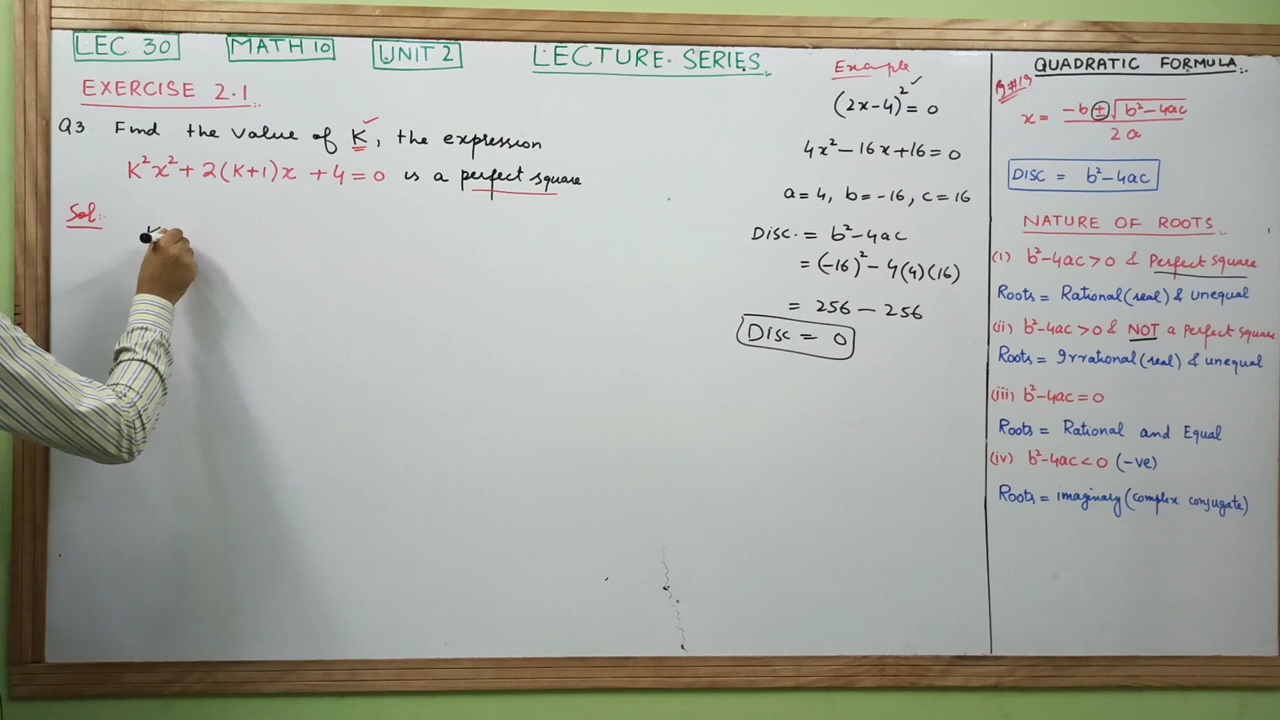 LEC 30 MATH 10 UNIT 2 LECTURE SERIES
EXERCISE 2.1
Q3 Find the value of K, the expression
K²x² + 2(K+1)x + 4 = 0 is a perfect square
Sol:
K
Example
(2x-4)² = 0
4x² - 16x + 16 = 0
a = 4, b = -16, c = 16
DISC. = b² - 4ac
= (-16)² - 4(4)(16)
= 256 - 256
DISC = 0
QUADRATIC FORMULA
x = -b ± √b² - 4ac / 2a
DISC = b² - 4ac
NATURE OF ROOTS
(i) b² - 4ac > 0 & Perfect square
Roots = Rational (real) & unequal
(ii) b² - 4ac > 0 & NOT a perfect square
Roots = Irrational (real) & unequal
(iii) b² - 4ac = 0
Roots = Rational and Equal
(iv) b² - 4ac < 0 (-ve)
Roots = imaginary (complex conjugate)